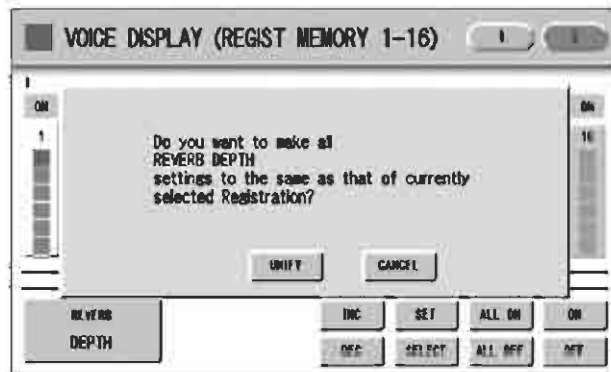 VOICE DISPLAY (REGIST MEMORY 1-16)
ON
ON
1
16
Do you want to make all
REVERB DEPTH
settings to the same as that of currently
selected Registration?
UNIFY
CANCEL
REVERB
DEPTH
INC
SET
ALL ON
ON
DEC
SELECT
ALL OFF
OFF